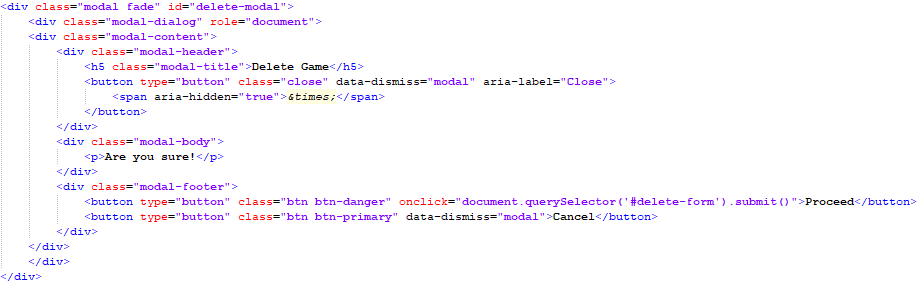 <div class="modal fade" id="delete-modal">
    <div class="modal-dialog" role="document">
    <div class="modal-content">
        <div class="modal-header">
            <h5 class="modal-title">Delete Game</h5>
            <button type="button" class="close" data-dismiss="modal" aria-label="Close">
                <span aria-hidden="true">&times;</span>
            </button>
        </div>
        <div class="modal-body">
            <p>Are you sure!</p>
        </div>
        <div class="modal-footer">
            <button type="button" class="btn btn-danger" onclick="document.querySelector('#delete-form').submit()">Proceed</button>
            <button type="button" class="btn btn-primary" data-dismiss="modal">Cancel</button>
        </div>
    </div>
    </div>
</div>